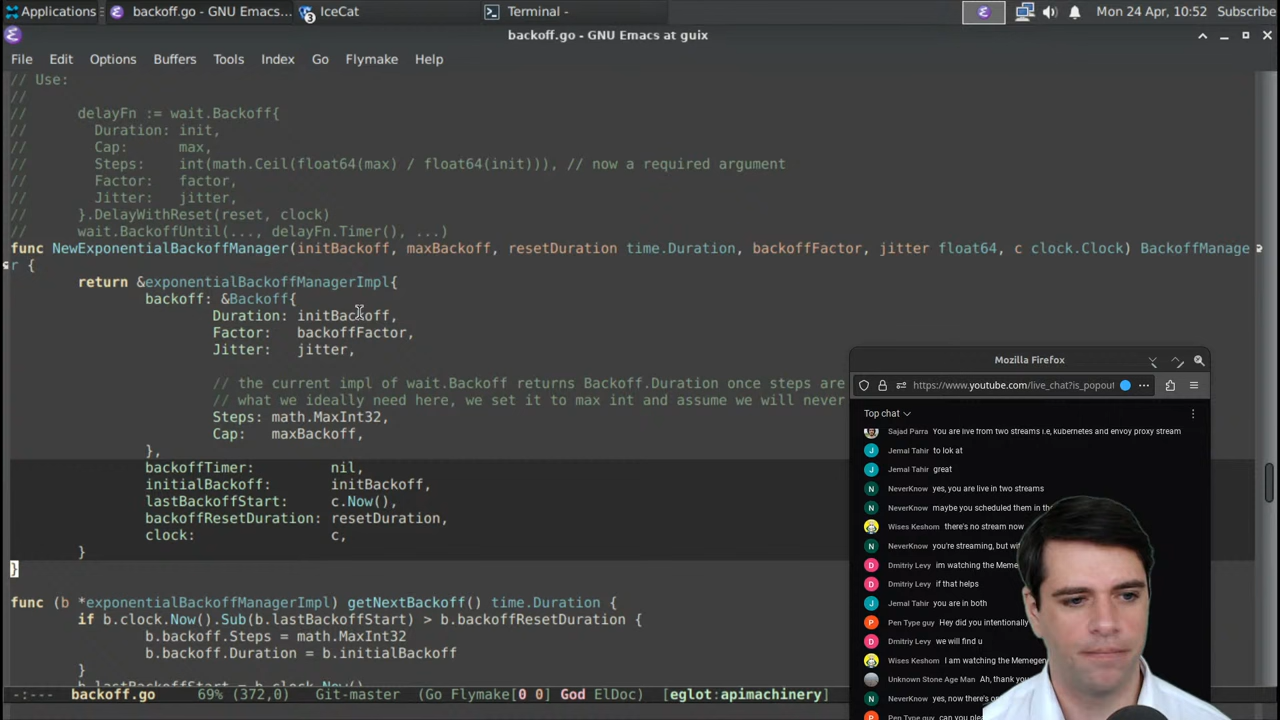 Applications
backoff.go - GNU Emacs...
IceCat
3
Terminal -
Mon 24 Apr, 10:52
Subscribe
backoff.go - GNU Emacs at guix
File Edit Options Buffers Tools Index Go Flymake Help
// Use:
//
// delayFn := wait.Backoff{
// Duration: init,
// Cap: max,
// Steps: int(math.Ceil(float64(max) / float64(init))), // now a required argument
// Factor: factor,
// Jitter: jitter,
// }.DelayWithReset(reset, clock)
// wait.BackoffUntil(..., delayFn.Timer(), ...)
func NewExponentialBackoffManager(initBackoff, maxBackoff, resetDuration time.Duration, backoffFactor, jitter float64, c clock.Clock) BackoffManage
r {
return &exponentialBackoffManagerImpl{
backoff: &Backoff{
Duration: initBackoff,
Factor: backoffFactor,
Jitter: jitter,
// the current impl of wait.Backoff returns Backoff.Duration once steps are
// what we ideally need here, we set it to max int and assume we will never
Steps: math.MaxInt32,
Cap: maxBackoff,
},
backoffTimer: nil,
initialBackoff: initBackoff,
lastBackoffStart: c.Now(),
backoffResetDuration: resetDuration,
clock: c,
}
}
func (b *exponentialBackoffManagerImpl) getNextBackoff() time.Duration {
if b.clock.Now().Sub(b.lastBackoffStart) > b.backoffResetDuration {
b.backoff.Steps = math.MaxInt32
b.backoff.Duration = b.initialBackoff
}
-:--- backoff.go 69% (372,0) Git-master (Go Flymake[0 0] God ElDoc) [eglot:apimachinery]
Mozilla Firefox
https://www.youtube.com/live_chat?is_popout
Top chat
Sajad Parra You are live from two streams i.e, kubernetes and envoy proxy stream
J Jemal Tahir to lok at
J Jemal Tahir great
N NeverKnow yes, you are live in two streams
N NeverKnow maybe you scheduled them in the
Wises Keshom there's no stream now
N NeverKnow you're streaming, but
D Dmitriy Levy im watching the Meme
D Dmitriy Levy if that helps
J Jemal Tahir you are in both
P Pen Type guy Hey did you intentionally
D Dmitriy Levy we will find u
Wises Keshom I am watching the Memegen
Unknown Stone Age Man Ah, thank you
N NeverKnow yes, now there's
P Pen Type guy can you